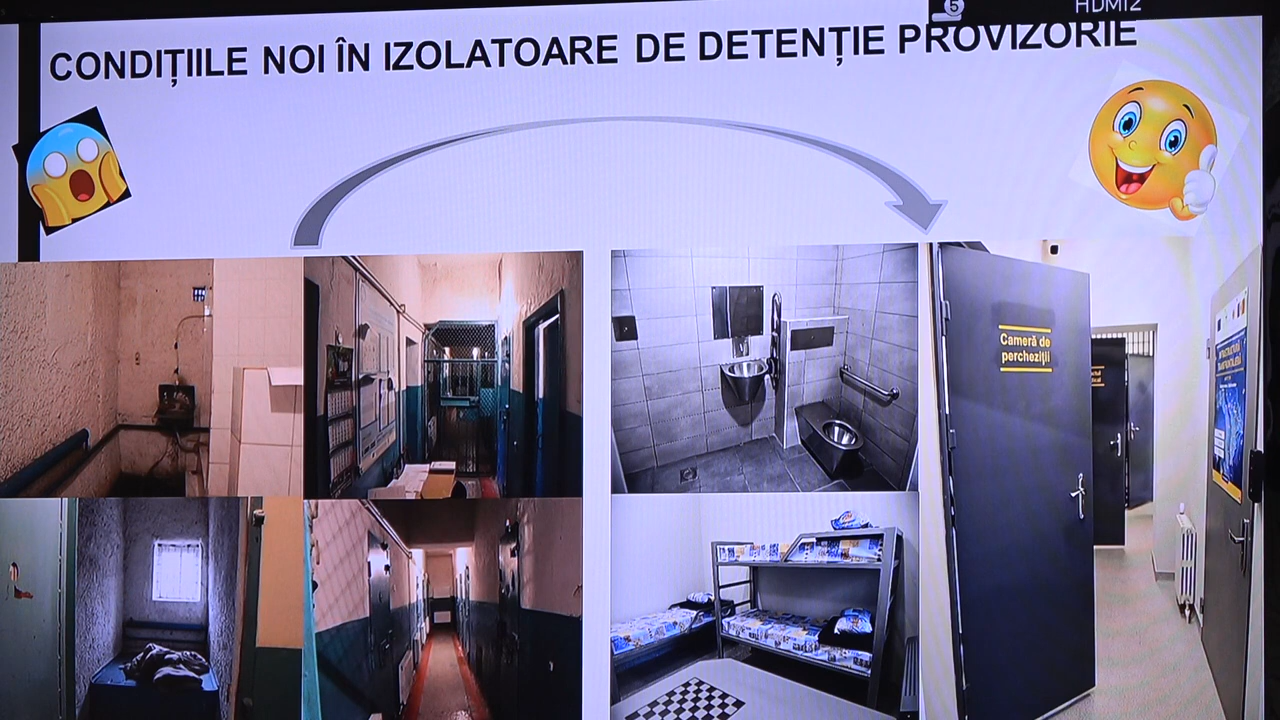 5
HDMI2
CONDIȚIILE NOI ÎN IZOLATOARE DE DETENȚIE PROVIZORIE
Cameră de
percheziții